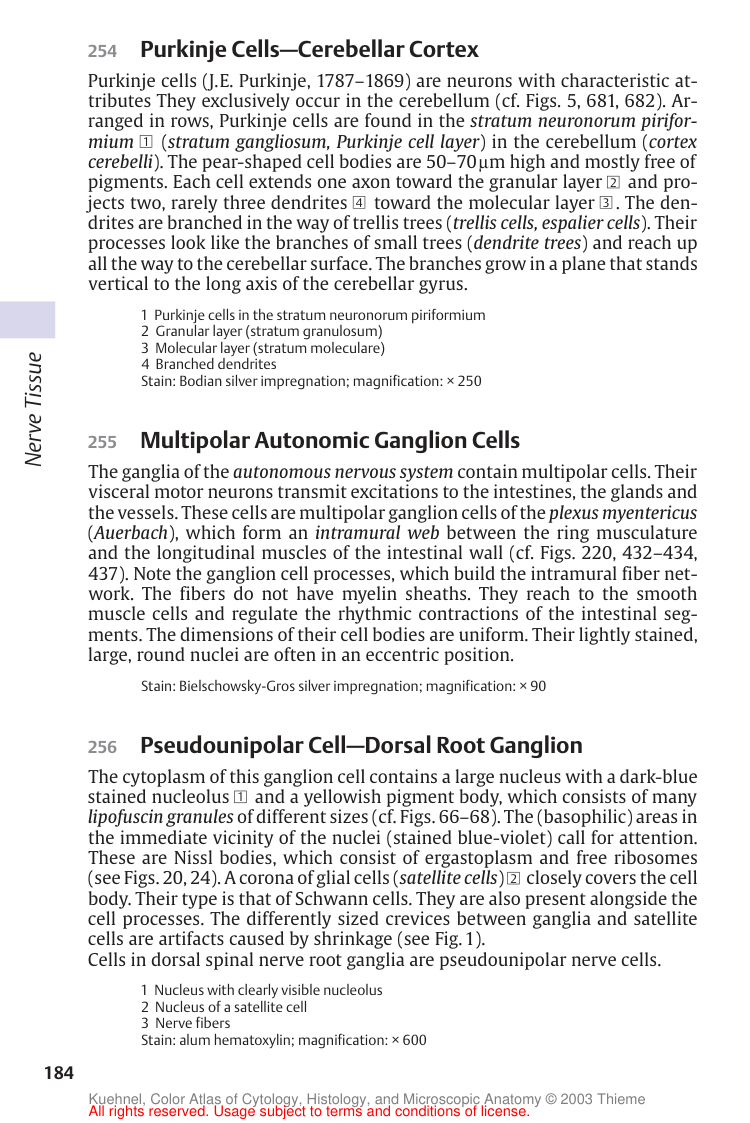 254 Purkinje Cells—Cerebellar Cortex
Purkinje cells (J.E. Purkinje, 1787–1869) are neurons with characteristic at-
tributes They exclusively occur in the cerebellum (cf. Figs. 5, 681, 682). Ar-
ranged in rows, Purkinje cells are found in the stratum neuronorum pirifor-
mium 1 (stratum gangliosum, Purkinje cell layer) in the cerebellum (cortex
cerebelli). The pear-shaped cell bodies are 50–70 µm high and mostly free of
pigments. Each cell extends one axon toward the granular layer 2 and pro-
jects two, rarely three dendrites 4 toward the molecular layer 3. The den-
drites are branched in the way of trellis trees (trellis cells, espalier cells). Their
processes look like the branches of small trees (dendrite trees) and reach up
all the way to the cerebellar surface. The branches grow in a plane that stands
vertical to the long axis of the cerebellar gyrus.
1 Purkinje cells in the stratum neuronorum piriformium
2 Granular layer (stratum granulosum)
3 Molecular layer (stratum moleculare)
4 Branched dendrites
Stain: Bodian silver impregnation; magnification: × 250
Nerve Tissue
255 Multipolar Autonomic Ganglion Cells
The ganglia of the autonomous nervous system contain multipolar cells. Their
visceral motor neurons transmit excitations to the intestines, the glands and
the vessels. These cells are multipolar ganglion cells of the plexus myentericus
(Auerbach), which form an intramural web between the ring musculature
and the longitudinal muscles of the intestinal wall (cf. Figs. 220, 432–434,
437). Note the ganglion cell processes, which build the intramural fiber net-
work. The fibers do not have myelin sheaths. They reach to the smooth
muscle cells and regulate the rhythmic contractions of the intestinal seg-
ments. The dimensions of their cell bodies are uniform. Their lightly stained,
large, round nuclei are often in an eccentric position.
Stain: Bielschowsky-Gros silver impregnation; magnification: × 90
256 Pseudounipolar Cell—Dorsal Root Ganglion
The cytoplasm of this ganglion cell contains a large nucleus with a dark-blue
stained nucleolus 1 and a yellowish pigment body, which consists of many
lipofuscin granules of different sizes (cf. Figs. 66–68). The (basophilic) areas in
the immediate vicinity of the nuclei (stained blue-violet) call for attention.
These are Nissl bodies, which consist of ergastoplasm and free ribosomes
(see Figs. 20, 24). A corona of glial cells (satellite cells) 2 closely covers the cell
body. Their type is that of Schwann cells. They are also present alongside the
cell processes. The differently sized crevices between ganglia and satellite
cells are artifacts caused by shrinkage (see Fig. 1).
Cells in dorsal spinal nerve root ganglia are pseudounipolar nerve cells.
1 Nucleus with clearly visible nucleolus
2 Nucleus of a satellite cell
3 Nerve fibers
Stain: alum hematoxylin; magnification: × 600
184
Kuehnel, Color Atlas of Cytology, Histology, and Microscopic Anatomy © 2003 Thieme
All rights reserved. Usage subject to terms and conditions of license.